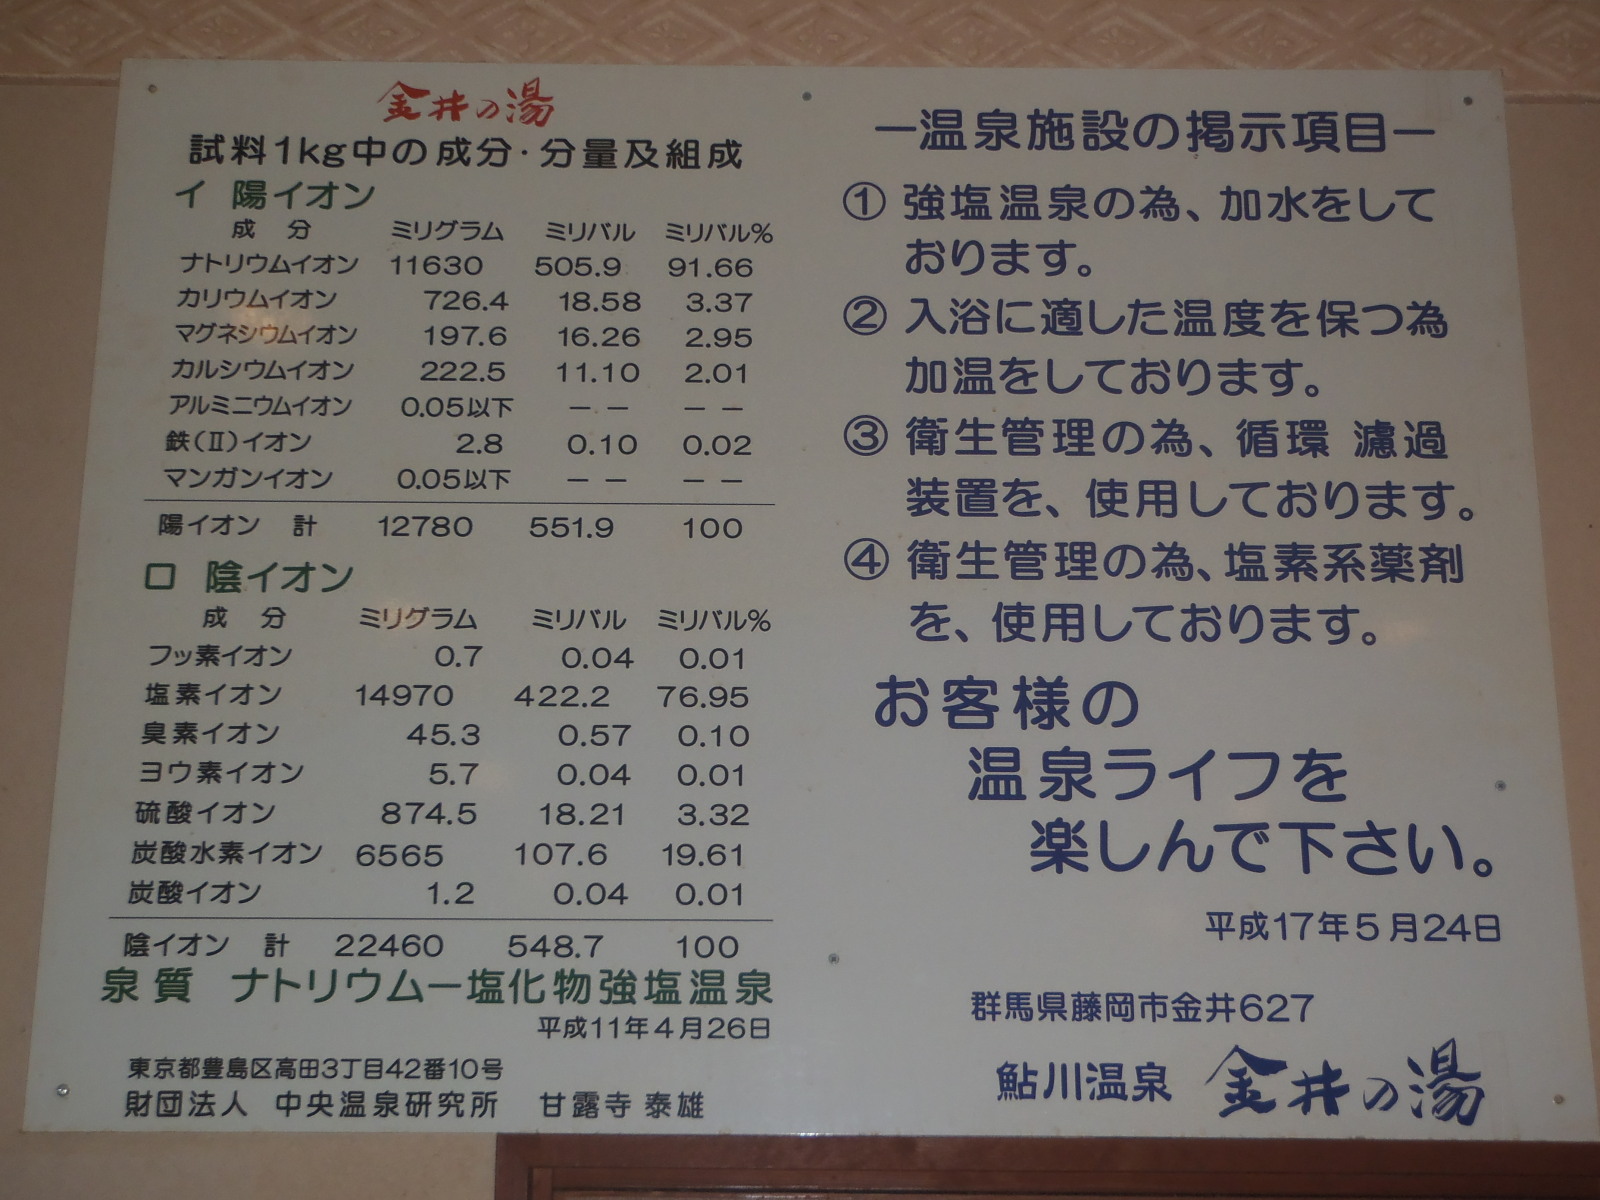 金井の湯
試料1kg中の成分・分量及組成
イ 陽イオン
成 分 ミリグラム ミリバル ミリバル%
ナトリウムイオン 11630 505.9 91.66
カリウムイオン 726.4 18.58 3.37
マグネシウムイオン 197.6 16.26 2.95
カルシウムイオン 222.5 11.10 2.01
アルミニウムイオン 0.05以下 ー ー ー ー
鉄(Ⅱ)イオン 2.8 0.10 0.02
マンガンイオン 0.05以下 ー ー ー ー
陽イオン 計 12780 551.9 100
ロ 陰イオン
成 分 ミリグラム ミリバル ミリバル%
フッ素イオン 0.7 0.04 0.01
塩素イオン 14970 422.2 76.95
臭素イオン 45.3 0.57 0.10
ヨウ素イオン 5.7 0.04 0.01
硫酸イオン 874.5 18.21 3.32
炭酸水素イオン 6565 107.6 19.61
炭酸イオン 1.2 0.04 0.01
陰イオン 計 22460 548.7 100
泉質 ナトリウムー塩化物強塩温泉
平成11年4月26日
東京都豊島区高田3丁目42番10号
財団法人 中央温泉研究所 甘露寺 泰雄
ー温泉施設の掲示項目ー
① 強塩温泉の為、加水をして
おります。
② 入浴に適した温度を保つ為
加温をしております。
③ 衛生管理の為、循環 濾過
装置を、使用しております。
④ 衛生管理の為、塩素系薬剤
を、使用しております。
お客様の
温泉ライフを
楽しんで下さい。
平成17年5月24日
群馬県藤岡市金井627
鮎川温泉 金井の湯